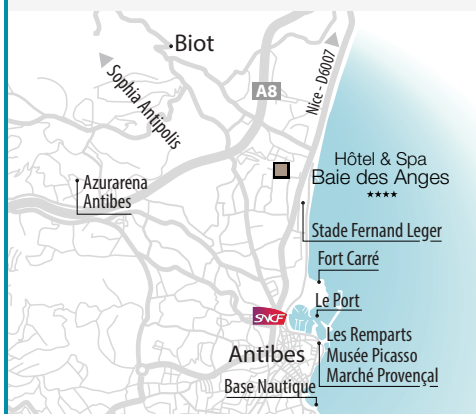 Biot
Sophia Antipolis
A8
Nice - D6007
Hôtel & Spa
Baie des Anges
★★★★
Azurarena
Antibes
Stade Fernand Leger
Fort Carré
Le Port
SNCF
Les Remparts
Musée Picasso
Marché Provençal
Antibes
Base Nautique